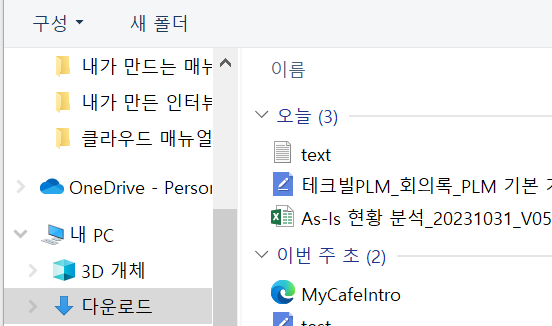 구성 새 폴더
내가 만드는 매뉴
내가 만든 인터뷰
클라우드 매뉴얼
OneDrive - Person
내 PC
3D 개체
다운로드
이름
오늘 (3)
text
테크빌PLM_회의록_PLM 기본
As-Is 현황 분석_20231031_V05
이번 주 초 (2)
MyCafeIntro
text